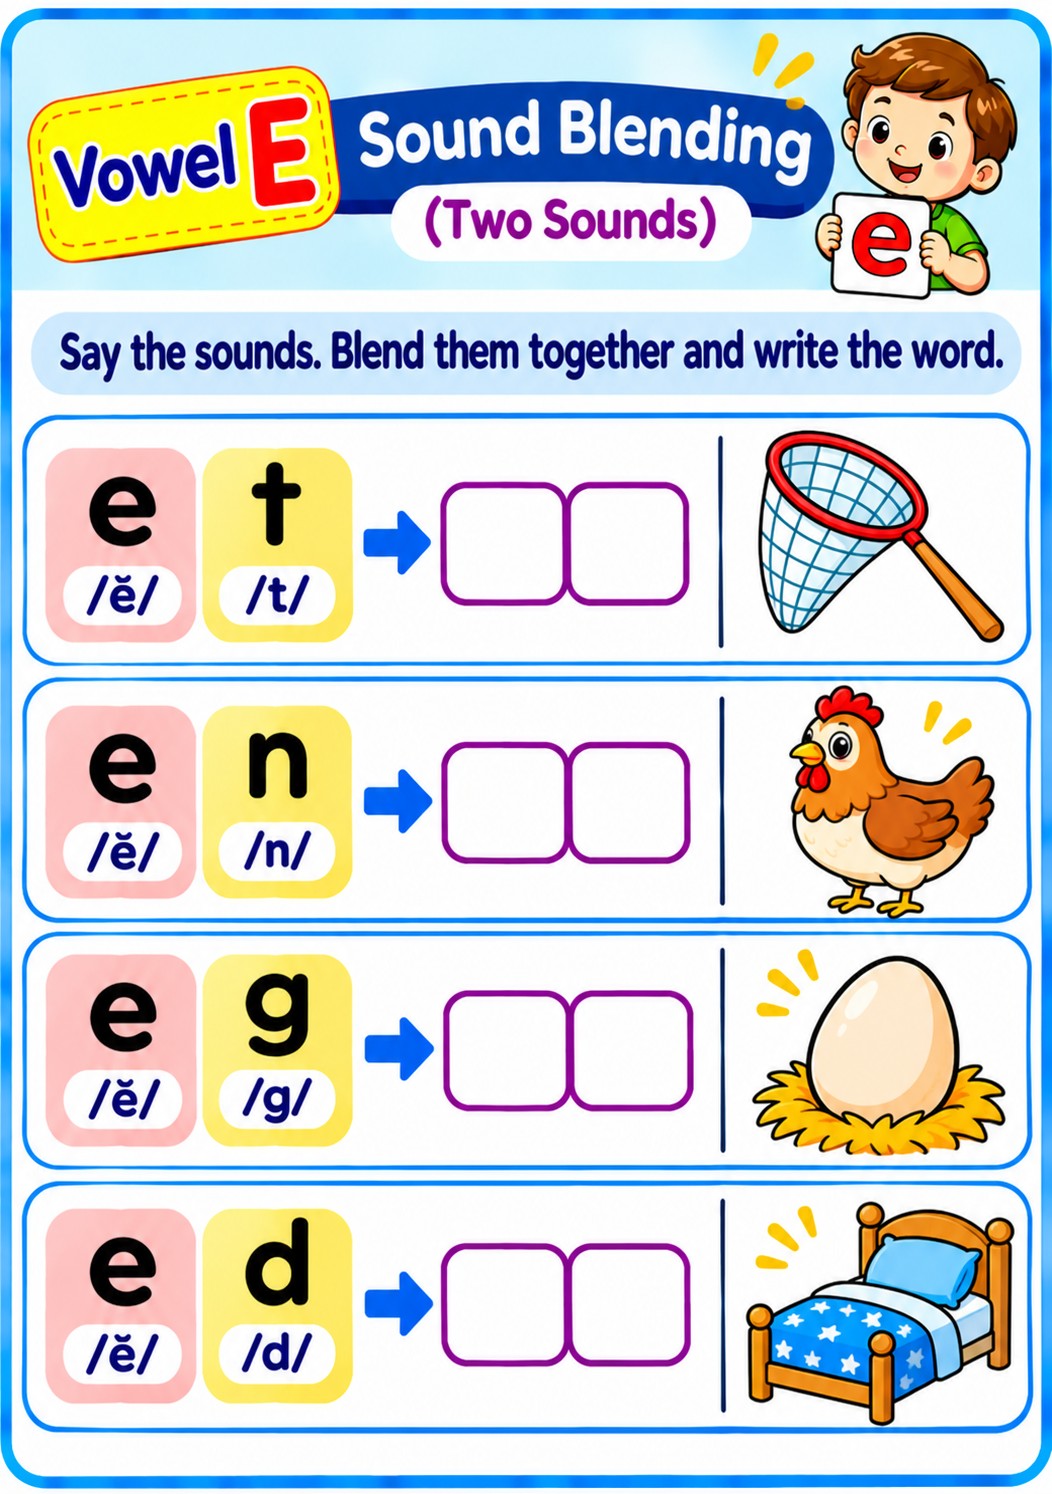 Vowel E
Sound Blending
(Two Sounds)
e
Say the sounds. Blend them together and write the word.
e t
/ĕ/ /t/
e n
/ĕ/ /n/
e g
/ĕ/ /g/
e d
/ĕ/ /d/